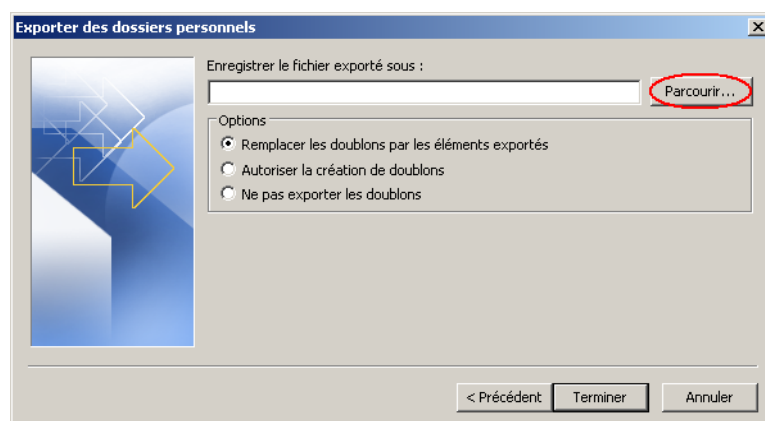 Exporter des dossiers personnels
Enregistrer le fichier exporté sous :
Parcourir...
Options
Remplacer les doublons par les éléments exportés
Autoriser la création de doublons
Ne pas exporter les doublons
< Précédent Terminer Annuler